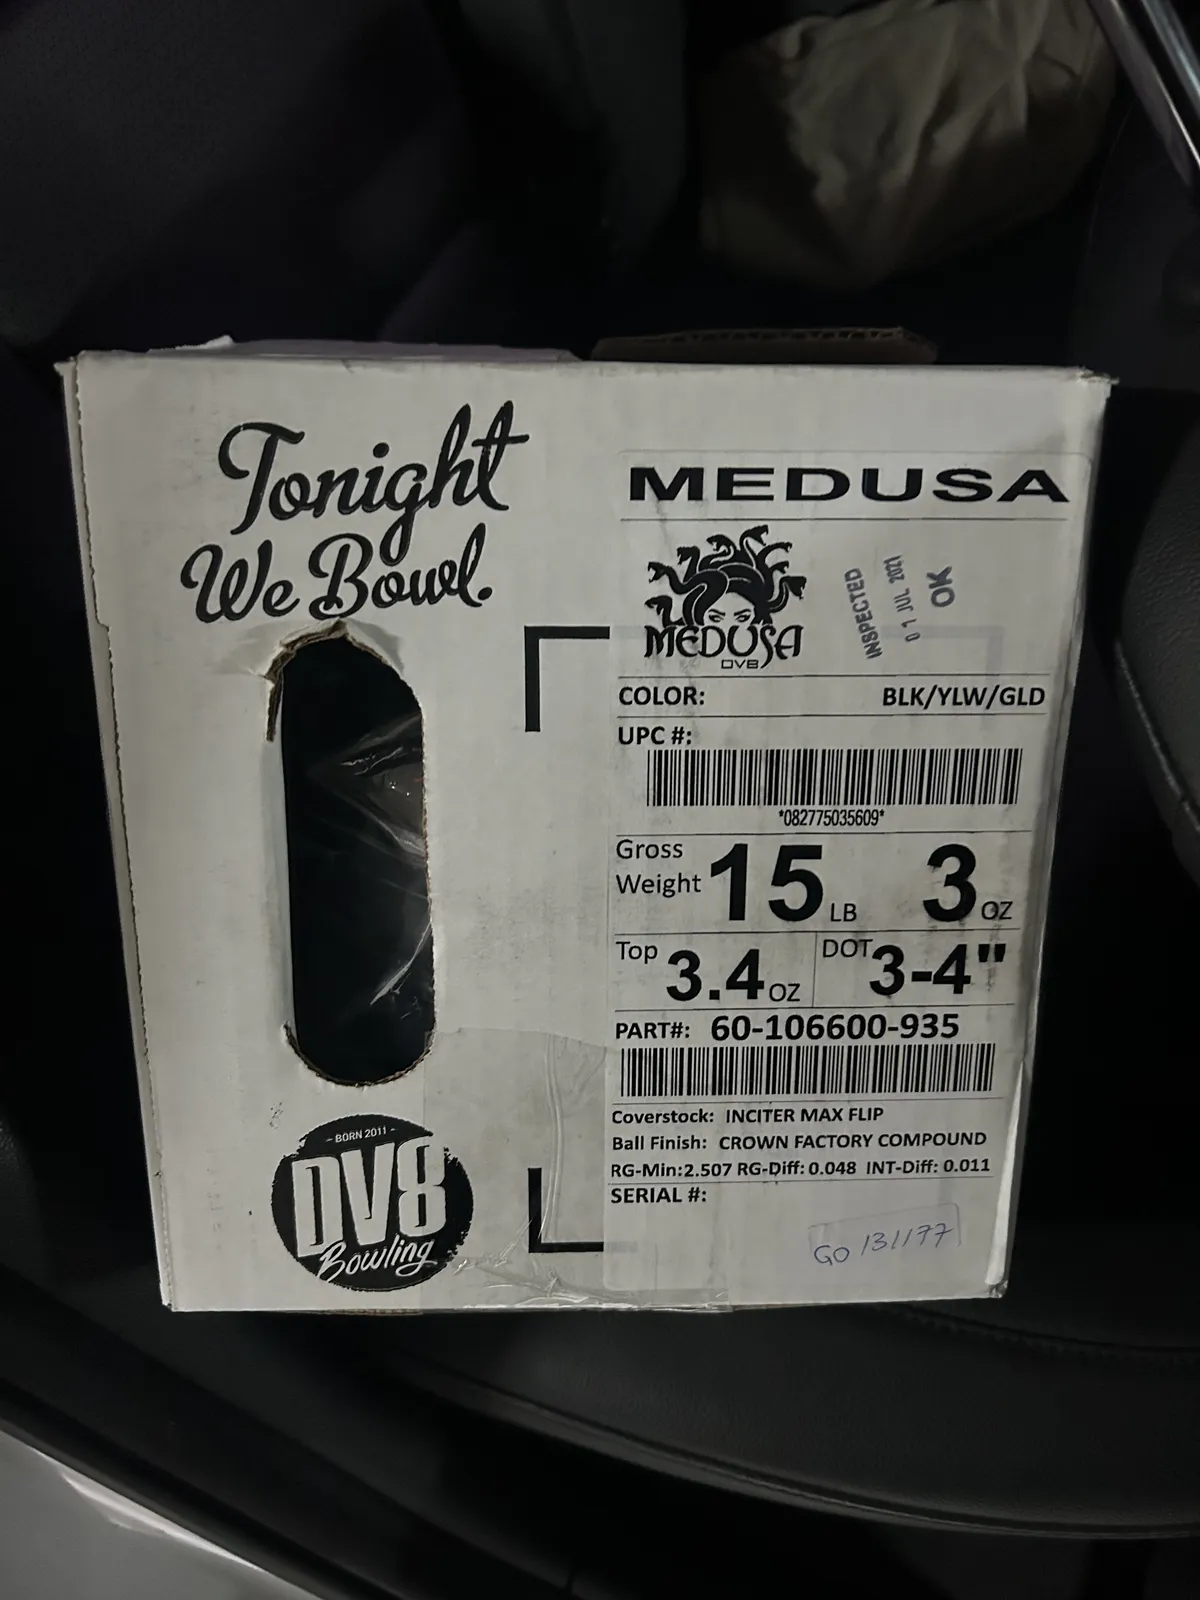 Tonight
We Bowl.
MEDUSA
MEDUSA
DV8
INSPECTED
01 JUL 2021
OK
COLOR: BLK/YLW/GLD
UPC #:
*082775035609*
Gross
Weight 15 LB 3 OZ
Top 3.4 OZ DOT 3-4"
PART#: 60-106600-935
Coverstock: INCITER MAX FLIP
Ball Finish: CROWN FACTORY COMPOUND
RG-Min:2.507 RG-Diff: 0.048 INT-Diff: 0.011
SERIAL #:
GO 131177
- BORN 2011 -
DV8
Bowling